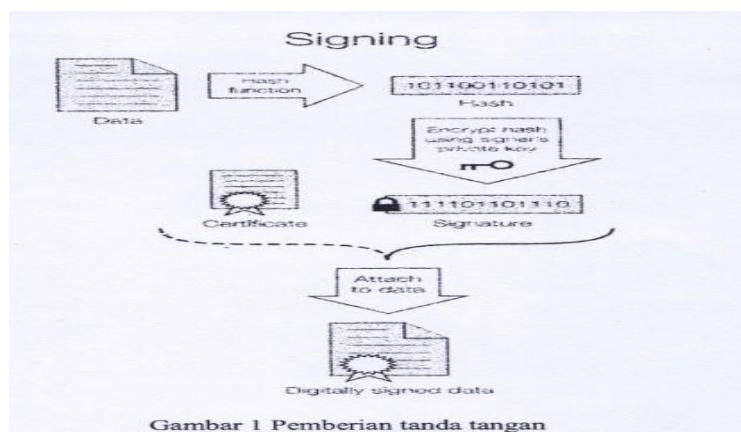 Signing
Hash
function
101100110101
Hash
Data
Encrypt hash
using signer's
private key
Certificate
111101101110
Signature
Attach
to data
Digitally signed data
Gambar 1 Pemberian tanda tangan